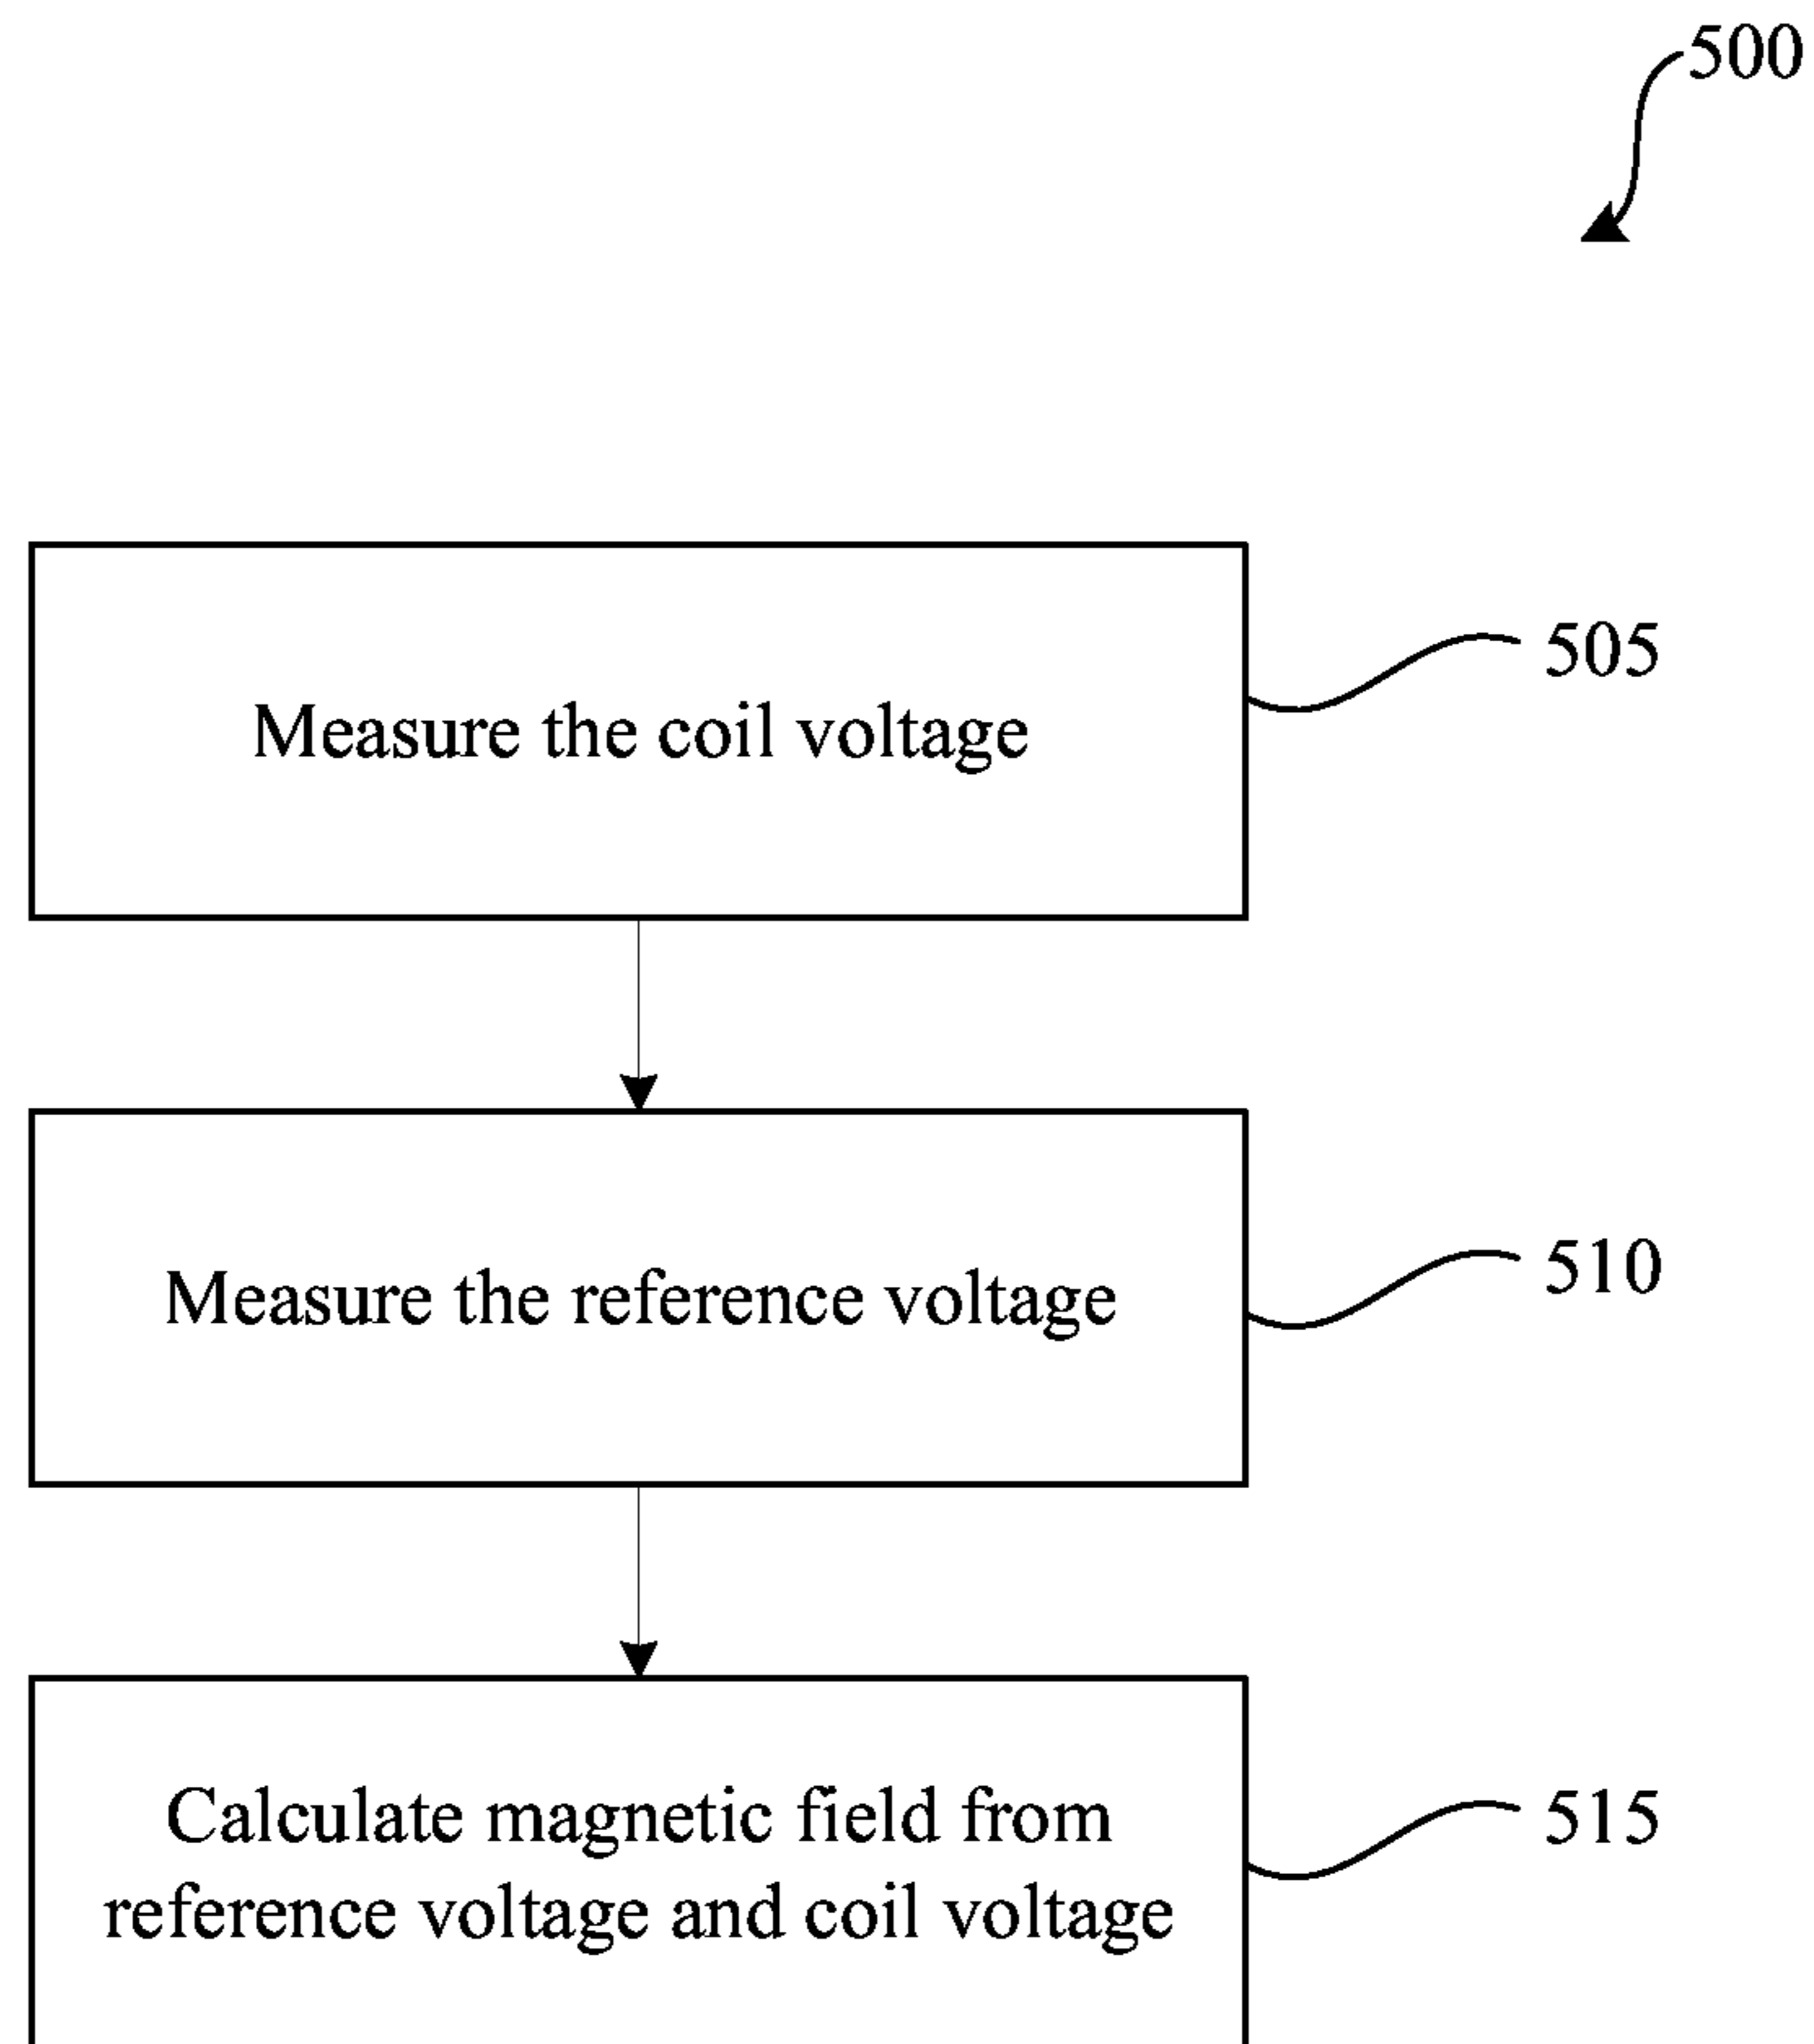 500
Measure the coil voltage
505
Measure the reference voltage
510
Calculate magnetic field from
reference voltage and coil voltage
515